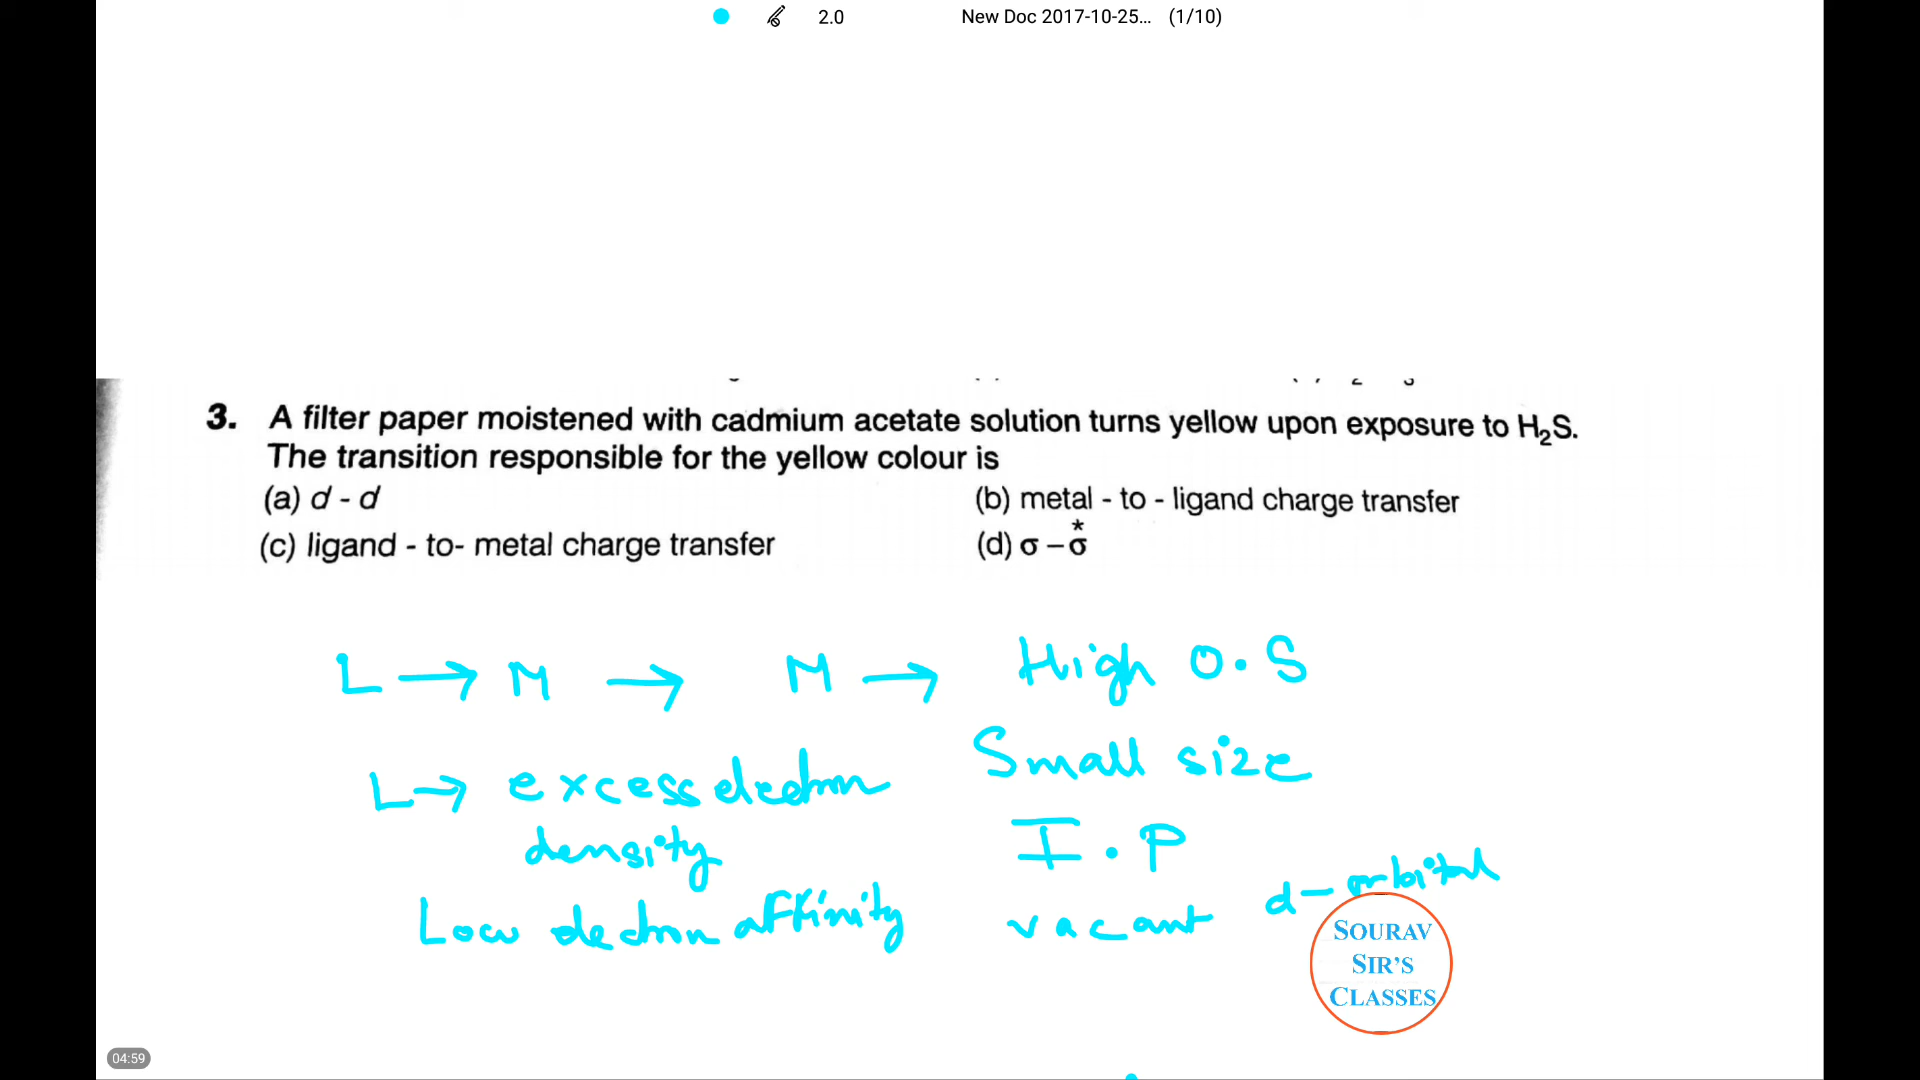 2.0 New Doc 2017-10-25... (1/10)
3. A filter paper moistened with cadmium acetate solution turns yellow upon exposure to H₂S.
The transition responsible for the yellow colour is
(a) d - d (b) metal - to - ligand charge transfer
(c) ligand - to- metal charge transfer (d) σ – σ*
L → M → M → High O.S
Small size
L → excess electron
density
I.P
Low electron affinity
vacant d-orbital
SOURAV
SIR'S
CLASSES
04:59